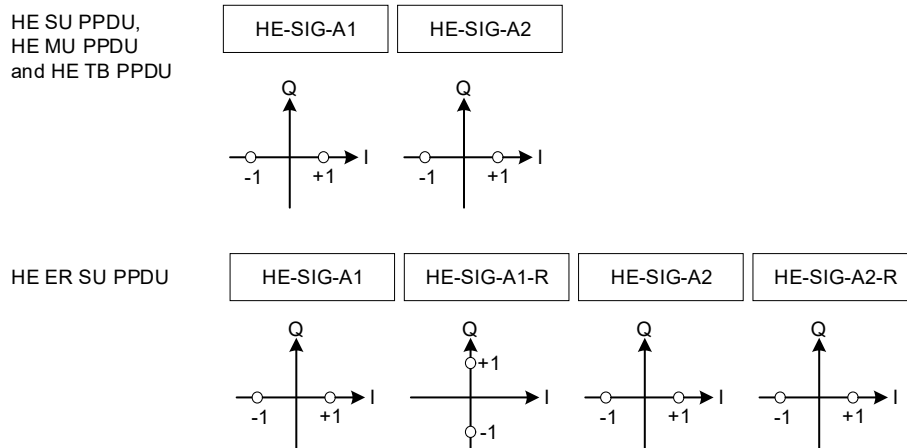 HE SU PPDU,
HE MU PPDU
and HE TB PPDU
HE-SIG-A1
HE-SIG-A2
Q
Q
I
I
-1
+1
-1
+1
HE ER SU PPDU
HE-SIG-A1
HE-SIG-A1-R
HE-SIG-A2
HE-SIG-A2-R
Q
Q
Q
Q
+1
I
I
I
I
-1
+1
-1
-1
+1
-1
+1